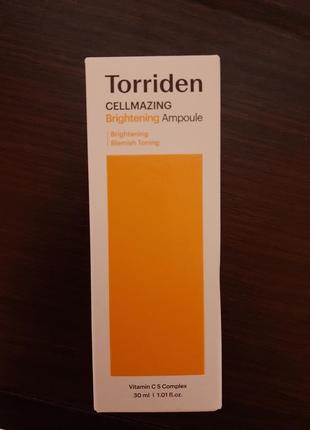 Torriden
CELLMAZING
Brightening Ampoule
Brightening
Blemish Toning
Vitamin C 5 Complex
30 ml | 1.01 fl.oz.